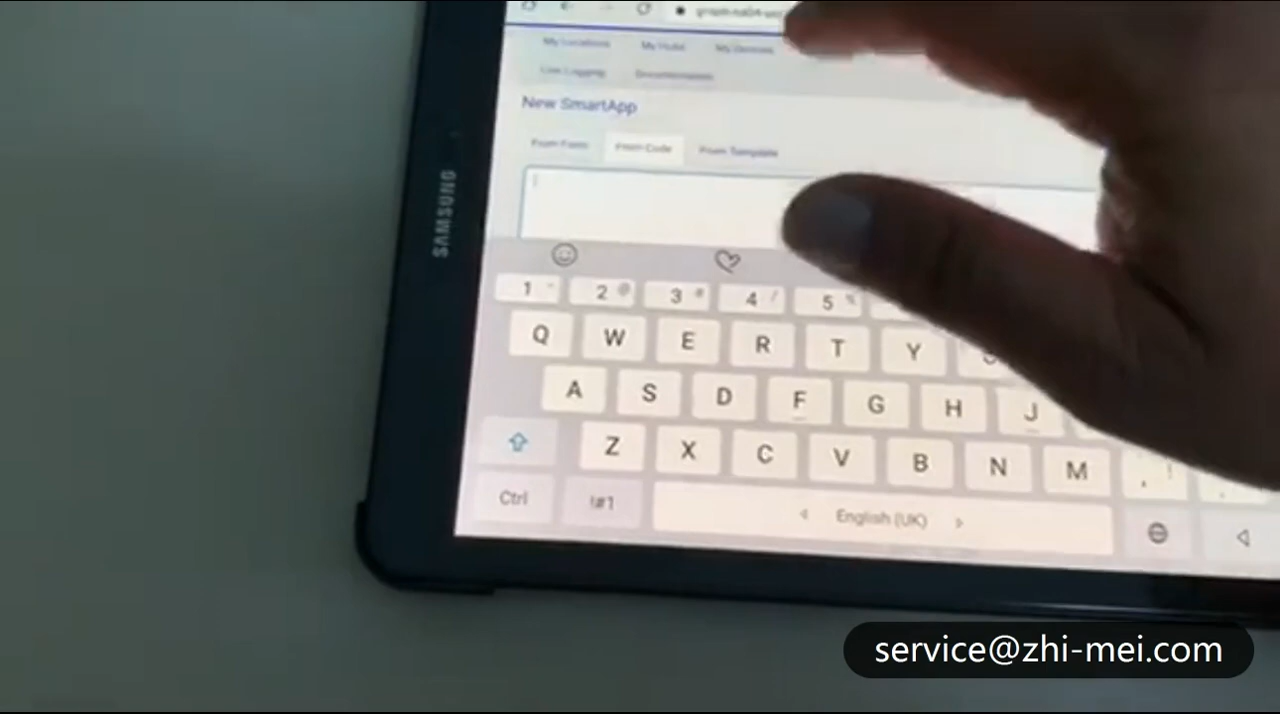 My Locations My Hubs My Devices
Live Logging Documentation
New SmartApp
From Form From Code From Template
SAMSUNG
1 2 @ 3 # 4 / 5 %
Q W E R T Y
A S D F G H J
Z X C V B N M , !
Ctrl !#1 English (UK)
service@zhi-mei.com